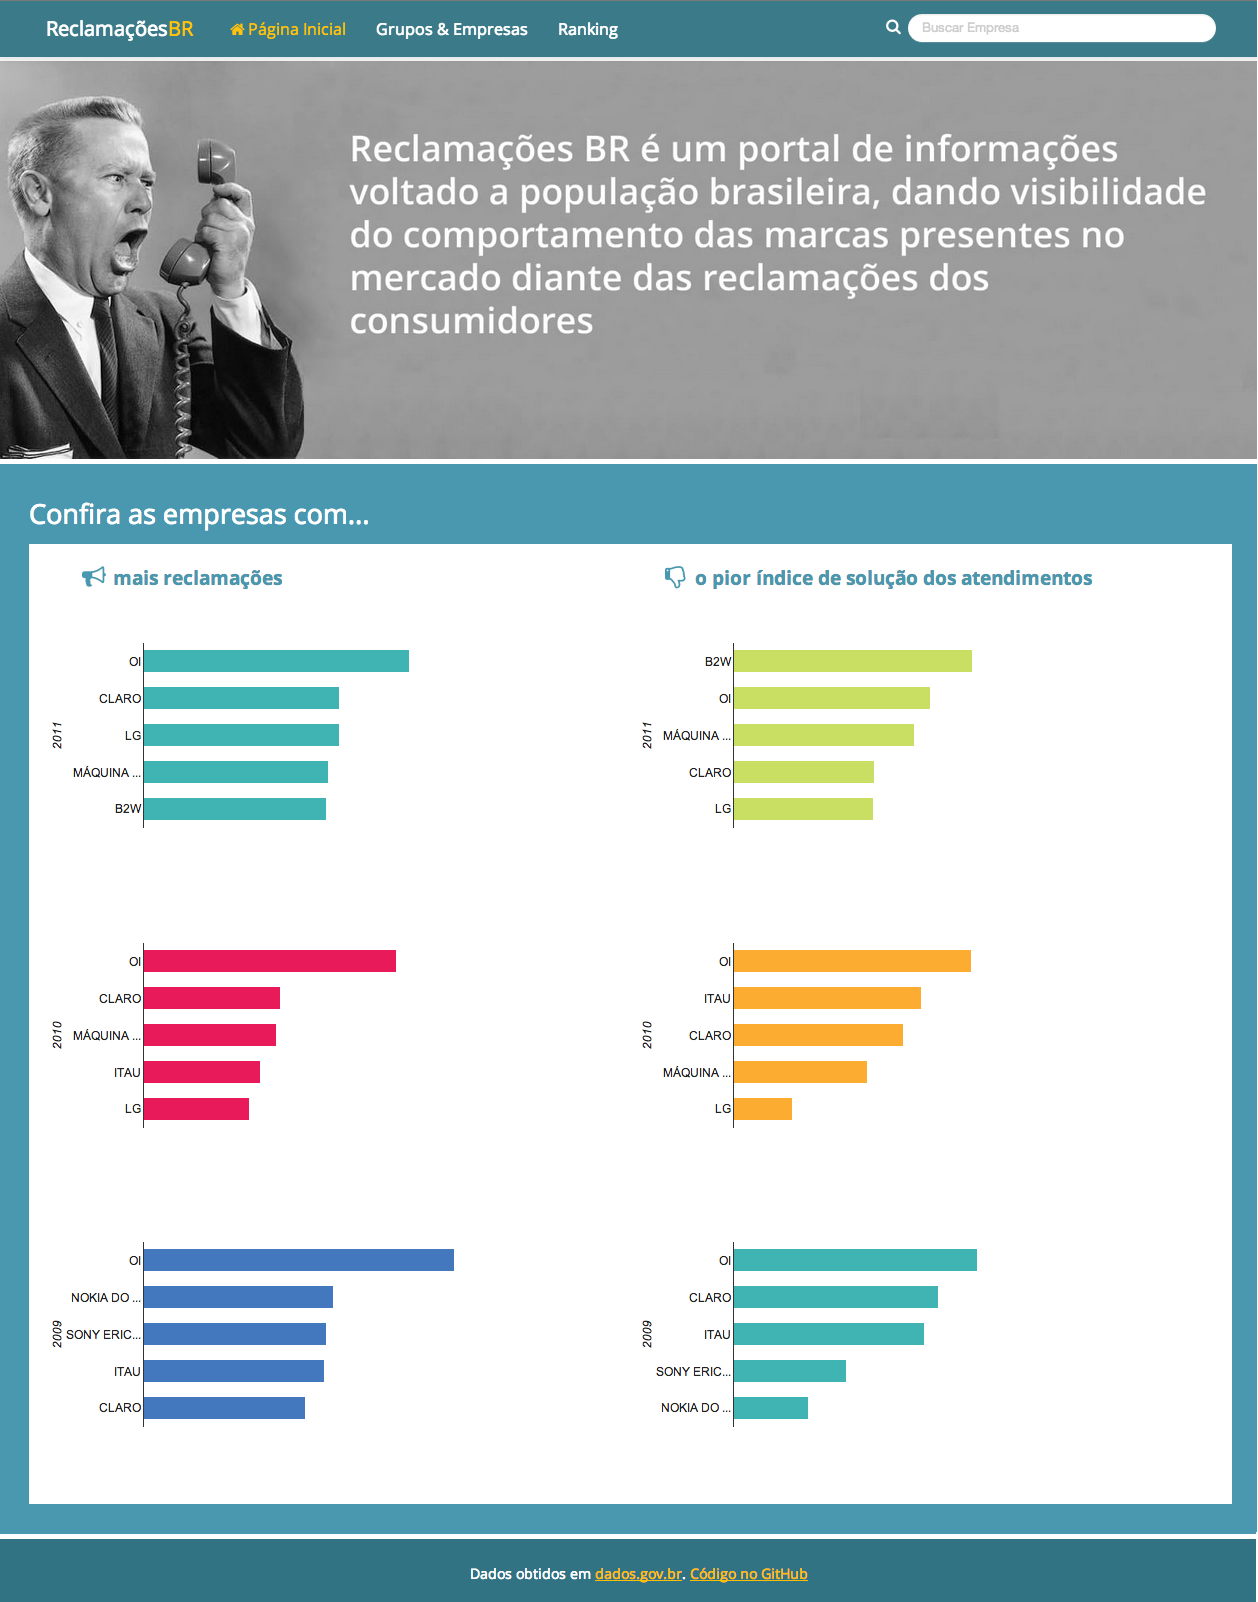 ReclamaçõesBR
Página Inicial
Grupos & Empresas
Ranking
Buscar Empresa
Reclamações BR é um portal de informações
voltado a população brasileira, dando visibilidade
do comportamento das marcas presentes no
mercado diante das reclamações dos
consumidores
Confira as empresas com...
mais reclamações
2011
OI
CLARO
LG
MÁQUINA ...
B2W
2010
OI
CLARO
MÁQUINA ...
ITAU
LG
2009
OI
NOKIA DO ...
SONY ERIC...
ITAU
CLARO
o pior índice de solução dos atendimentos
2011
B2W
OI
MÁQUINA ...
CLARO
LG
2010
OI
ITAU
CLARO
MÁQUINA ...
LG
2009
OI
CLARO
ITAU
SONY ERIC...
NOKIA DO ...
Dados obtidos em dados.gov.br. Código no GitHub